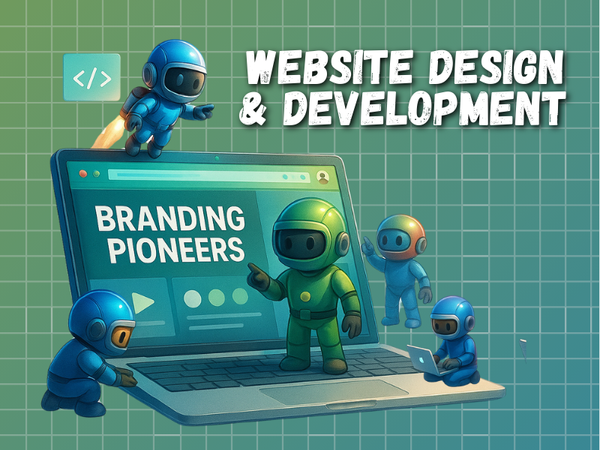 </>
WEBSITE DESIGN
& DEVELOPMENT
BRANDING
PIONEERS